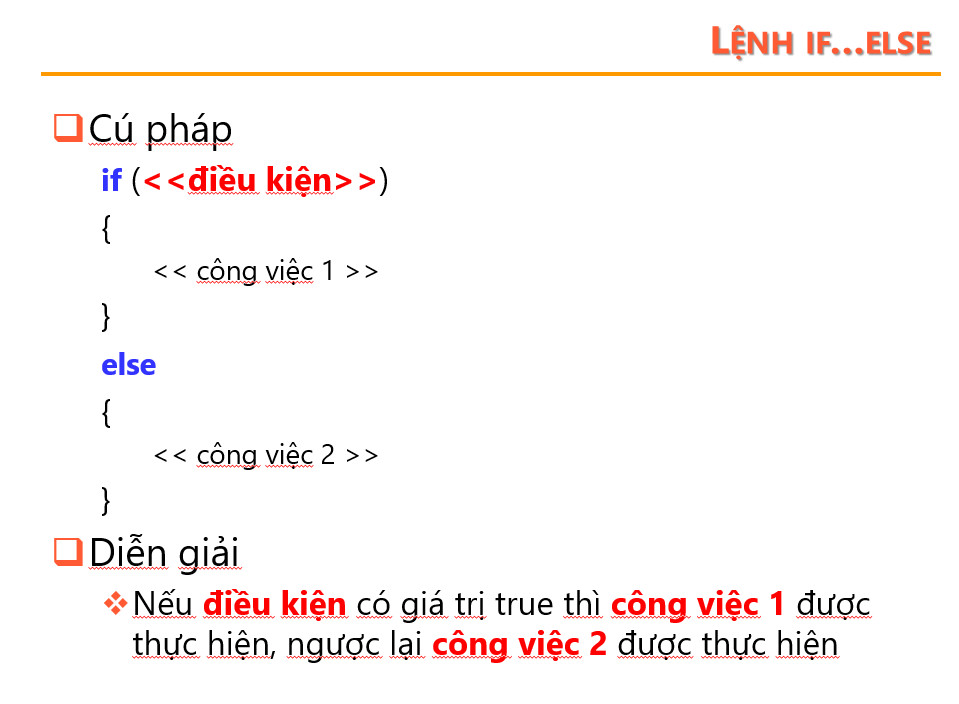 LỆNH IF...ELSE
Cú pháp
if (<<điều kiện>>)
{
<< công việc 1 >>
}
else
{
<< công việc 2 >>
}
Diễn giải
Nếu điều kiện có giá trị true thì công việc 1 được
thực hiện, ngược lại công việc 2 được thực hiện